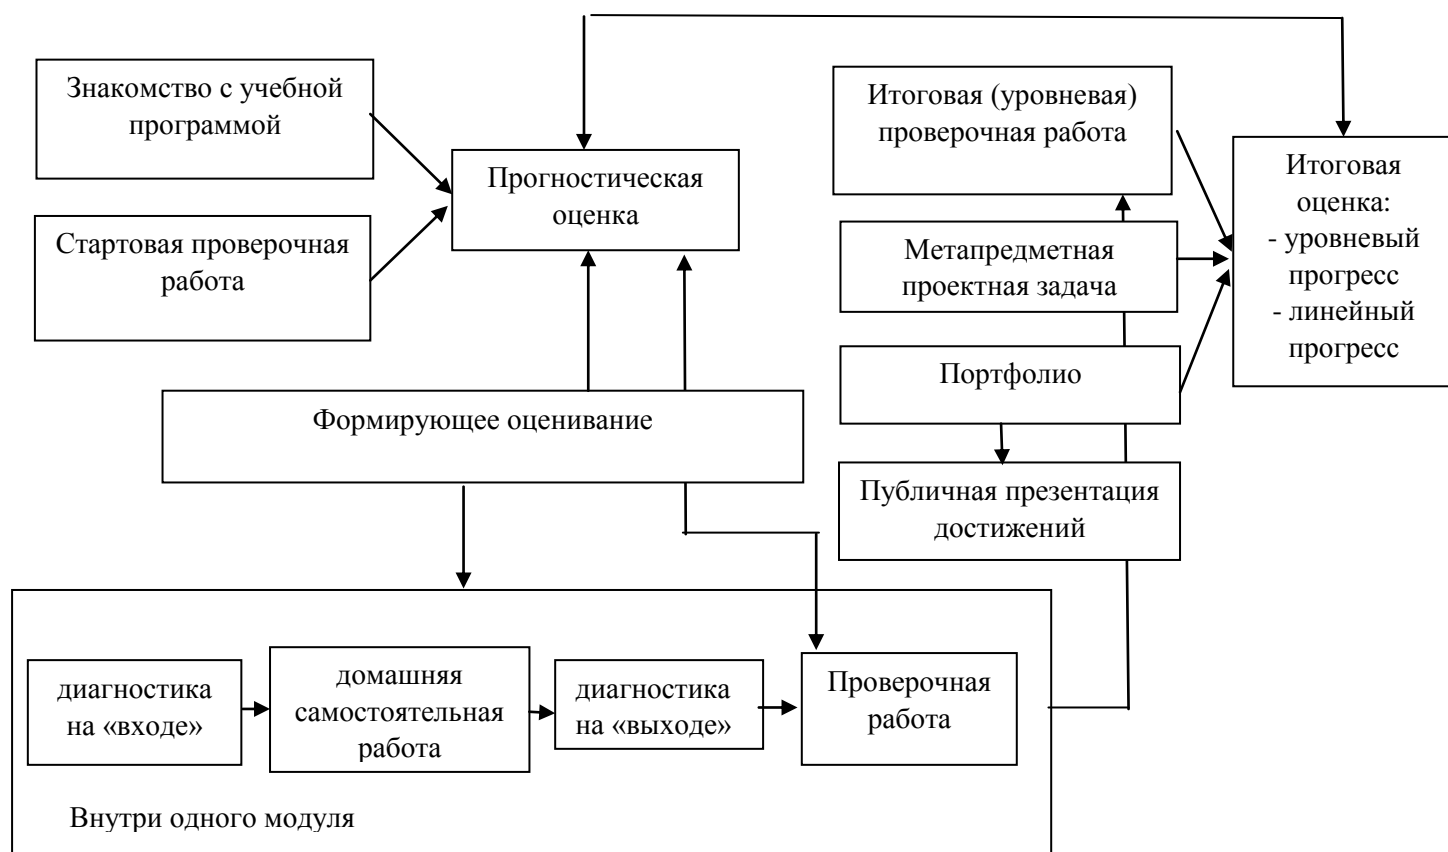 Знакомство с учебной
программой
Стартовая проверочная
работа
Прогностическая
оценка
Итоговая (уровневая)
проверочная работа
Метапредметная
проектная задача
Портфолио
Публичная презентация
достижений
Итоговая
оценка:
- уровневый
прогресс
- линейный
прогресс
Формирующее оценивание
диагностика
на «входе»
домашняя
самостоятельная
работа
диагностика
на «выходе»
Проверочная
работа
Внутри одного модуля